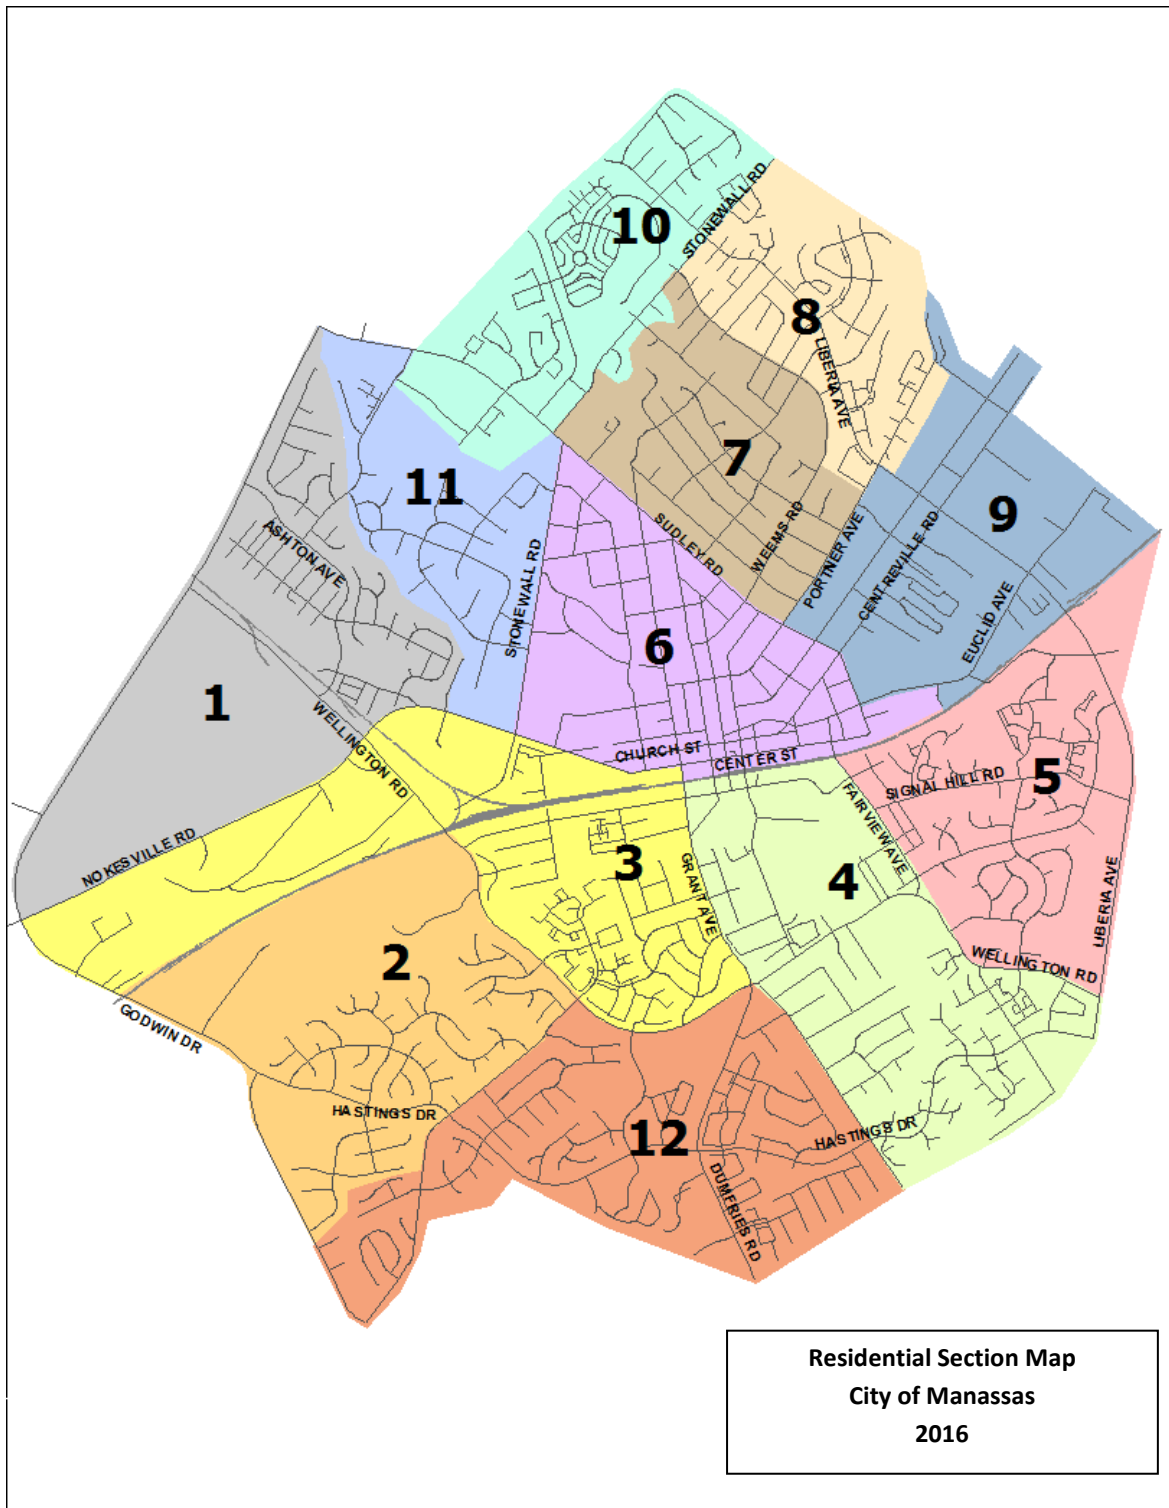 10
STONEWALL RD
8
LIBERIA AVE
7
11
9
SUDLEY RD
WEEMS RD
PORTNER AVE
CENTREVILLE RD
ASHTON AVE
STONEWALL RD
EUCLID AVE
6
1
WELLINGTON RD
CHURCH ST
CENTER ST
SIGNAL HILL RD
5
FAIRVIEW AVE
NOKESVILLE RD
3
GRANT AVE
4
LIBERIA AVE
2
WELLINGTON RD
GODWIN DR
HASTINGS DR
12
HASTINGS DR
DUMFRIES RD
Residential Section Map
City of Manassas
2016